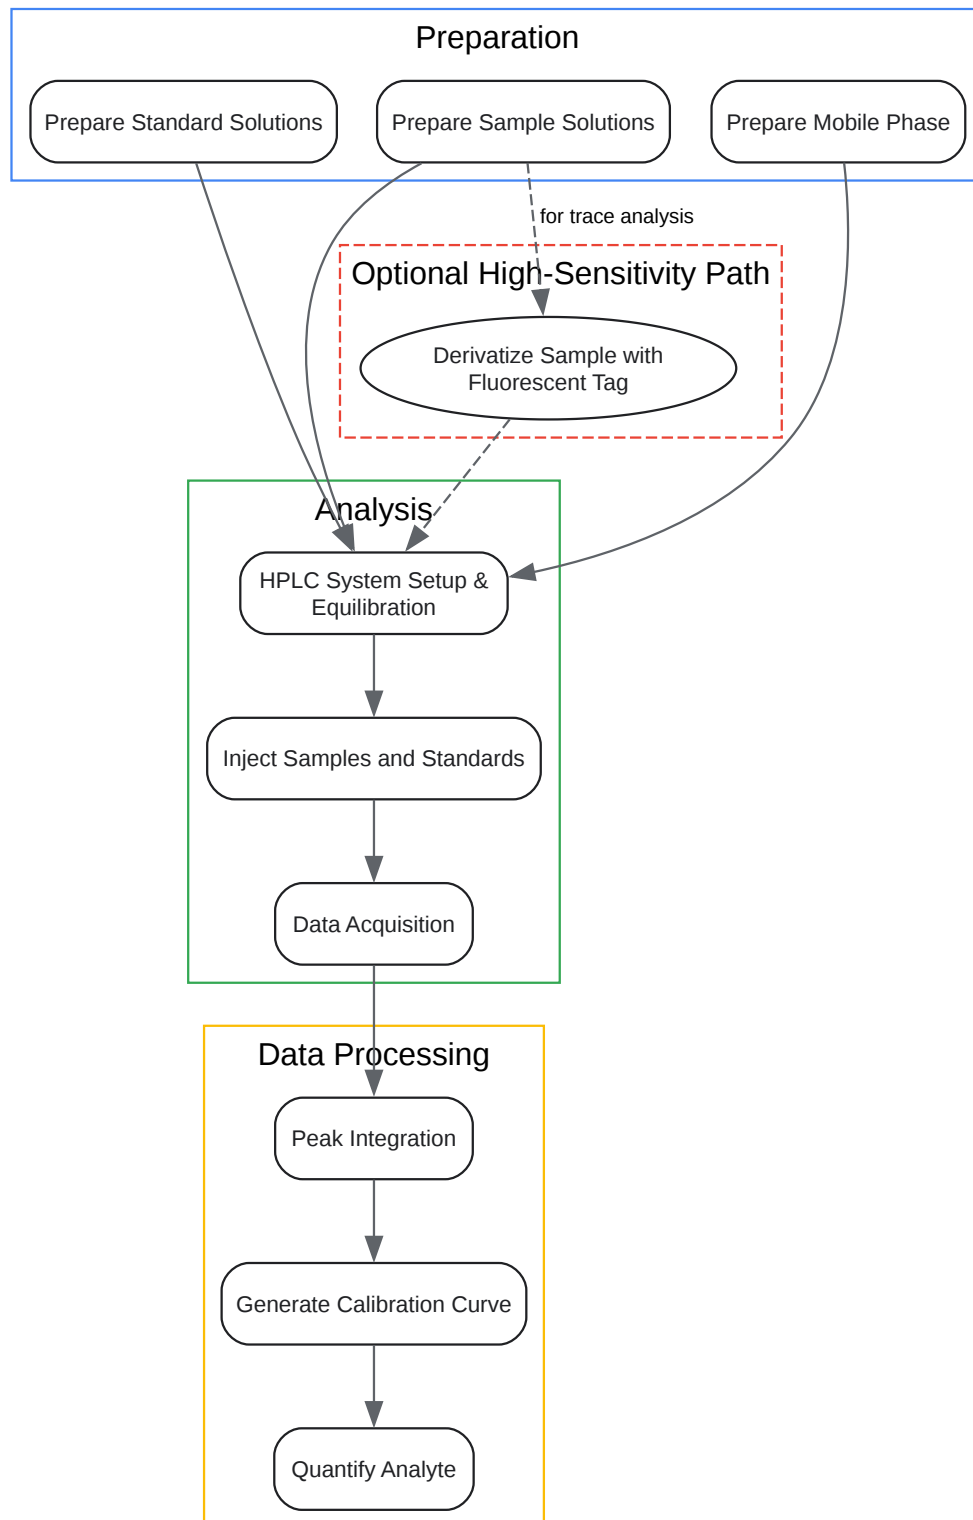 Preparation
Prepare Standard Solutions
Prepare Sample Solutions
Prepare Mobile Phase
for trace analysis
Optional High-Sensitivity Path
Derivatize Sample with
Fluorescent Tag
Analysis
HPLC System Setup &
Equilibration
Inject Samples and Standards
Data Acquisition
Data Processing
Peak Integration
Generate Calibration Curve
Quantify Analyte